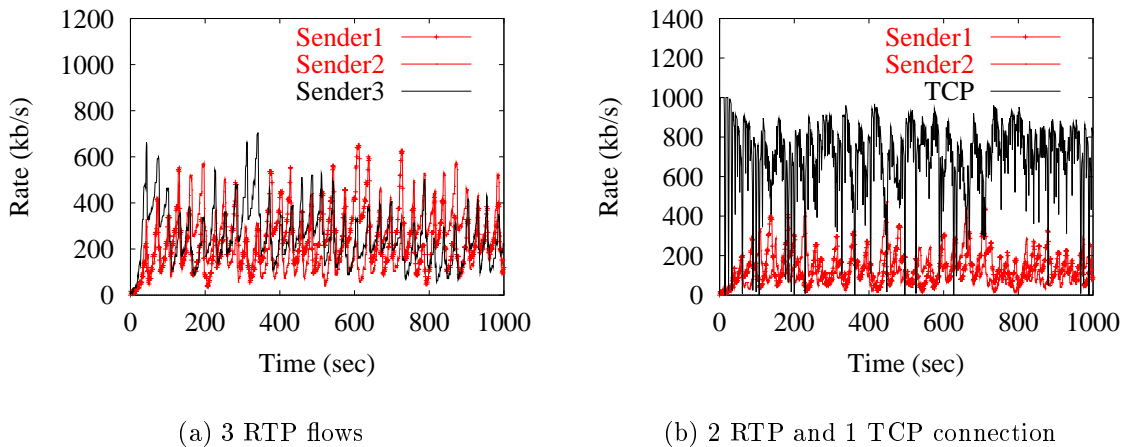 1200
1000
800
600
400
200
0
Rate (kb/s)
Sender1
Sender2
Sender3
0 200 400 600 800 1000
Time (sec)
(a) 3 RTP flows
1400
1200
1000
800
600
400
200
0
Rate (kb/s)
Sender1
Sender2
TCP
0 200 400 600 800 1000
Time (sec)
(b) 2 RTP and 1 TCP connection